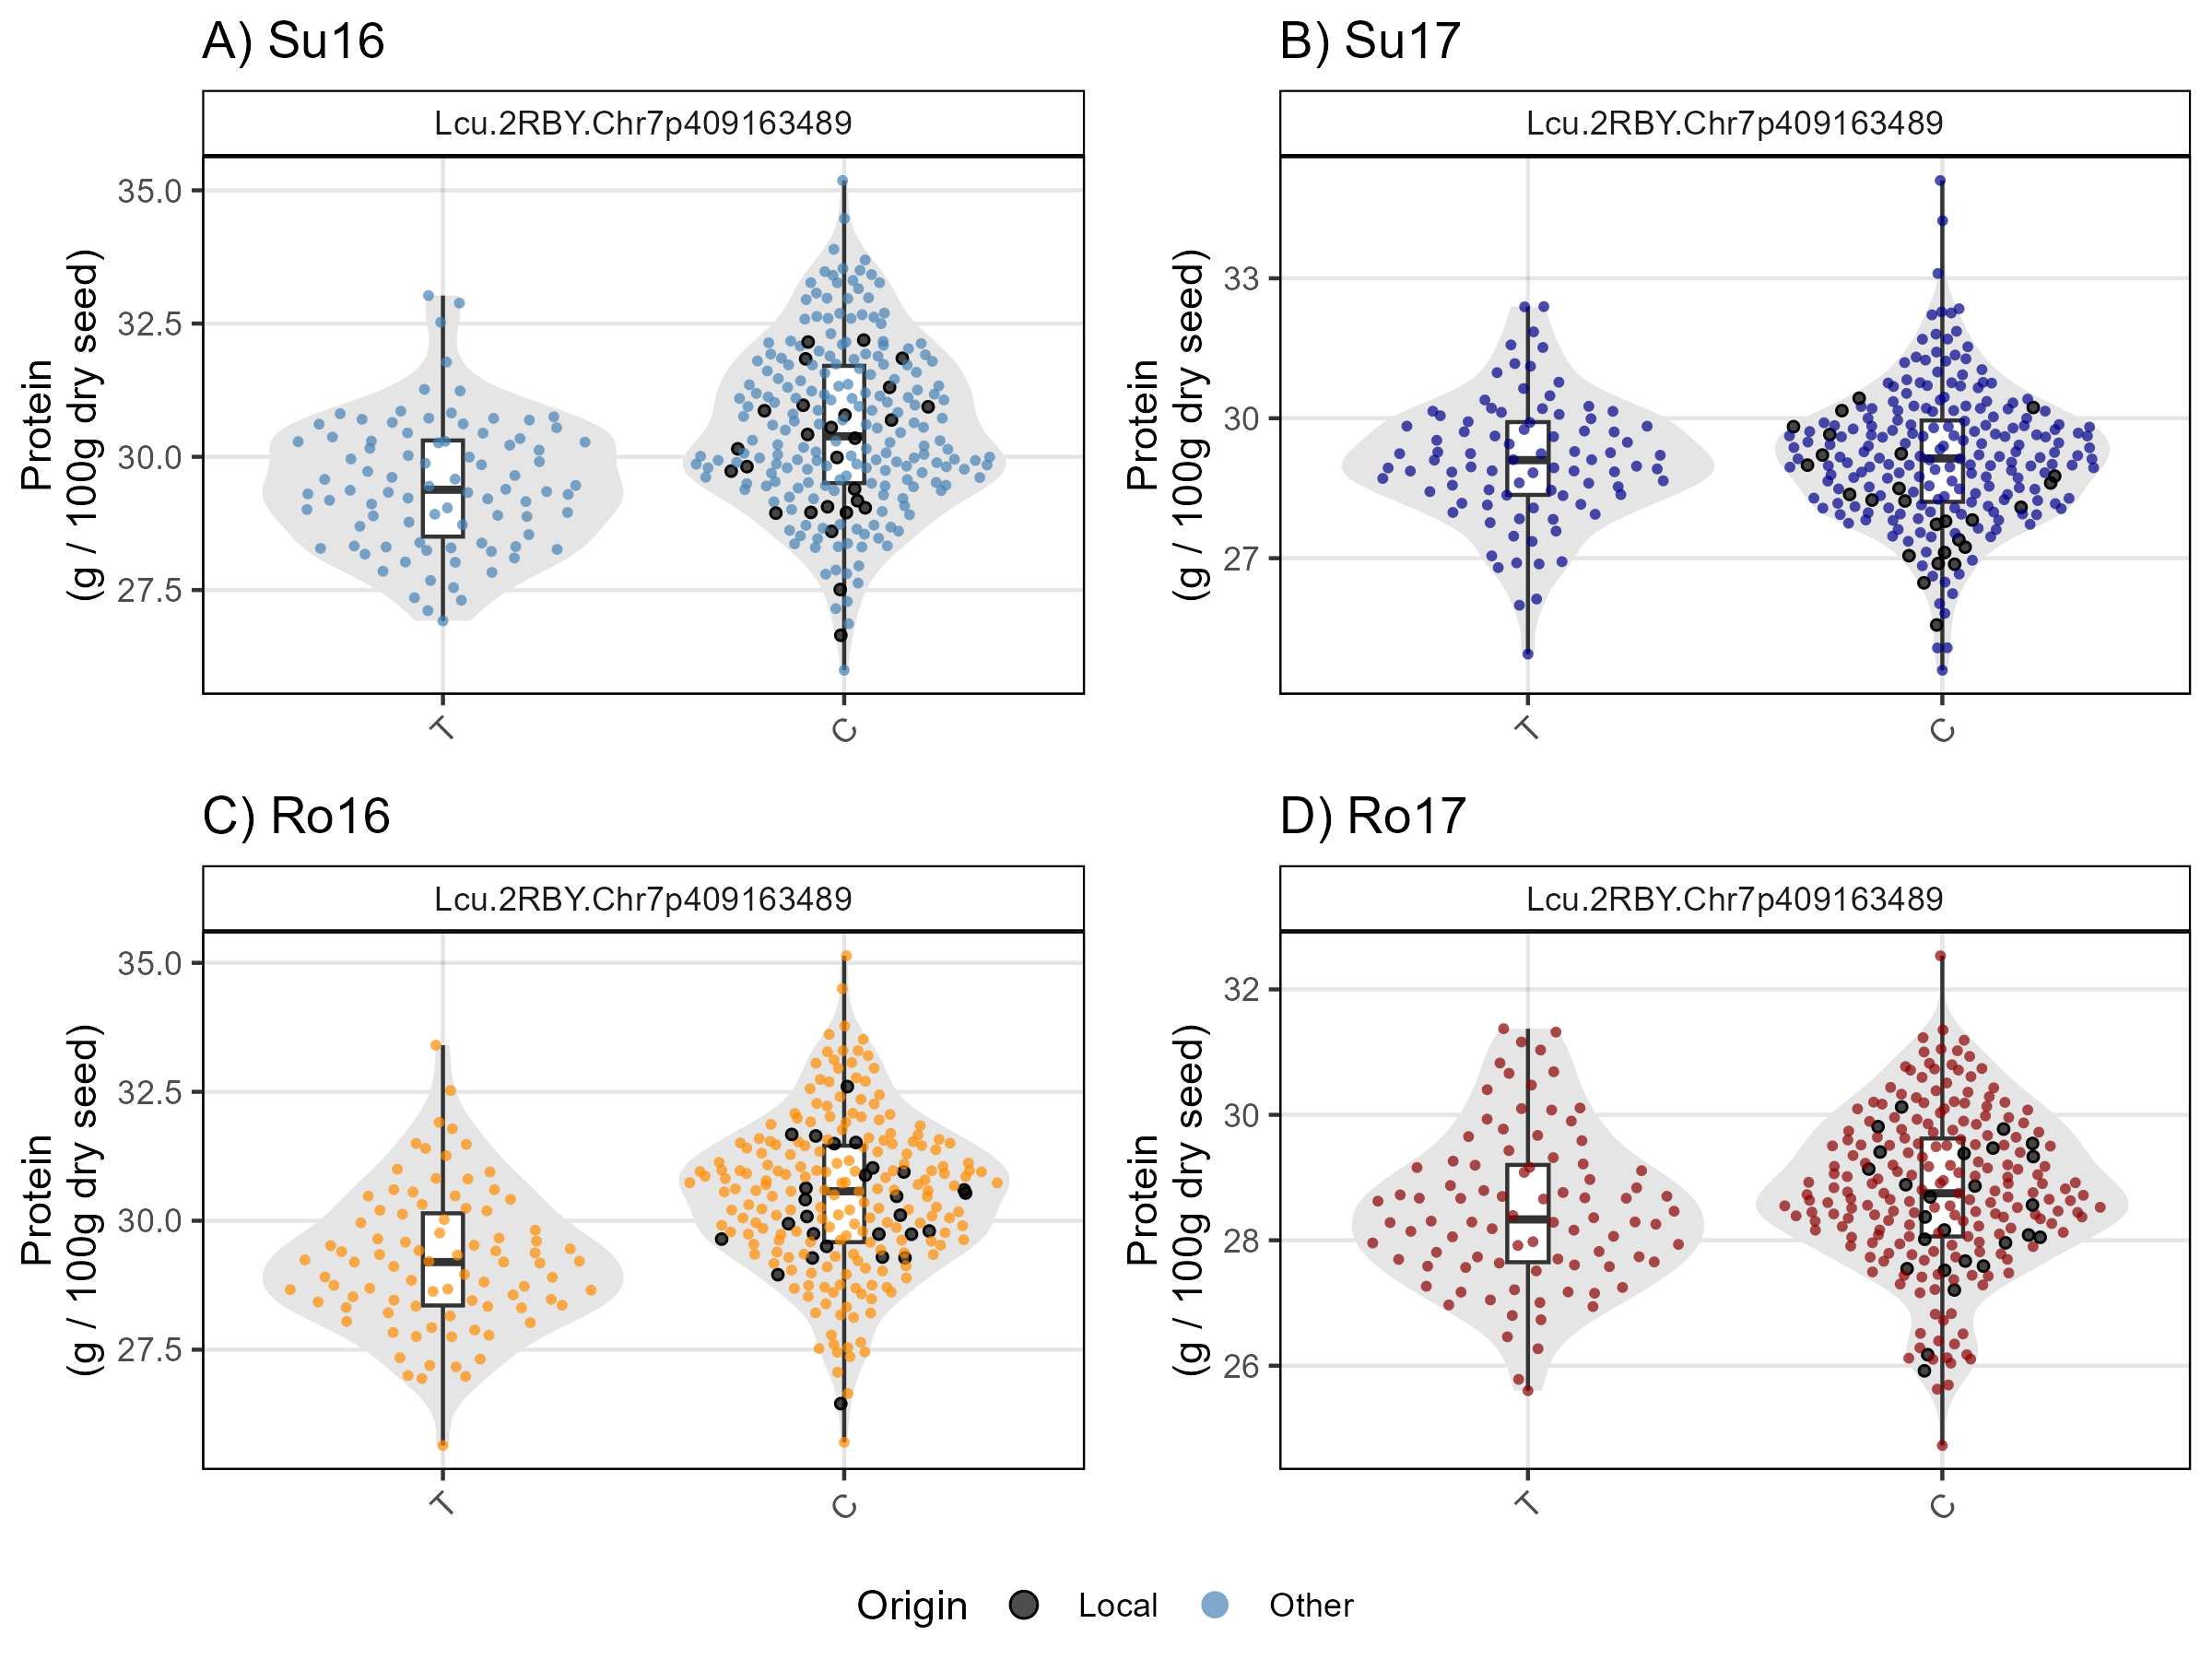 A) Su16
Lcu.2RBY.Chr7p409163489
Protein
(g / 100g dry seed)
35.0
32.5
30.0
27.5
T
C
B) Su17
Lcu.2RBY.Chr7p409163489
Protein
(g / 100g dry seed)
33
30
27
T
C
C) Ro16
Lcu.2RBY.Chr7p409163489
Protein
(g / 100g dry seed)
35.0
32.5
30.0
27.5
T
C
D) Ro17
Lcu.2RBY.Chr7p409163489
Protein
(g / 100g dry seed)
32
30
28
26
T
C
Origin Local Other